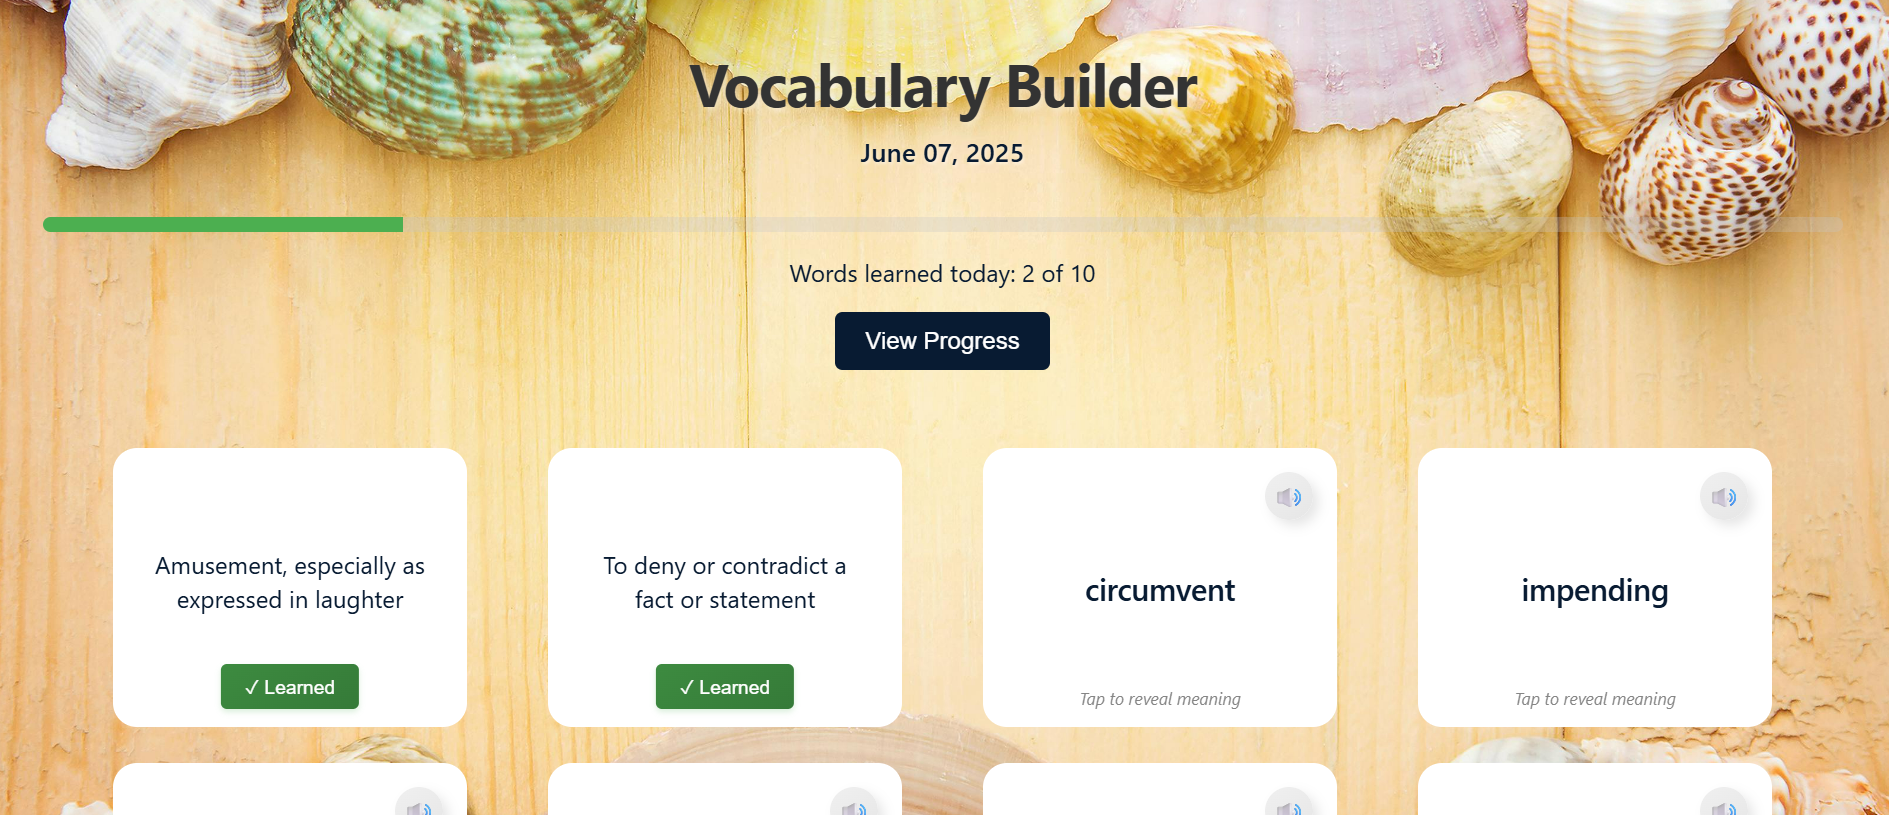 Vocabulary Builder
June 07, 2025
Words learned today: 2 of 10
View Progress
Amusement, especially as
expressed in laughter
✓ Learned
To deny or contradict a
fact or statement
✓ Learned
circumvent
Tap to reveal meaning
impending
Tap to reveal meaning